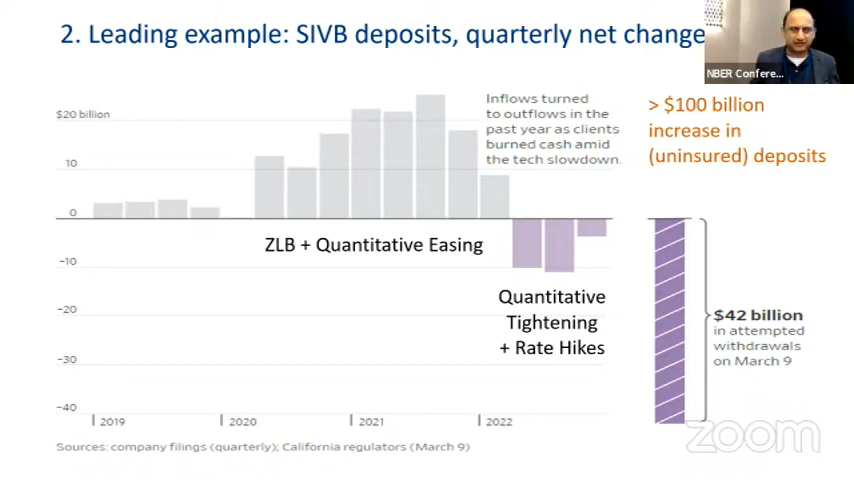 2. Leading example: SIVB deposits, quarterly net change
NBER Confere...
$20 billion
10
0
−10
−20
−30
−40
Inflows turned
to outflows in the
past year as clients
burned cash amid
the tech slowdown.
> $100 billion
increase in
(uninsured) deposits
ZLB + Quantitative Easing
Quantitative
Tightening
+ Rate Hikes
$42 billion
in attempted
withdrawals
on March 9
2019
2020
2021
2022
Sources: company filings (quarterly); California regulators (March 9)
zoom